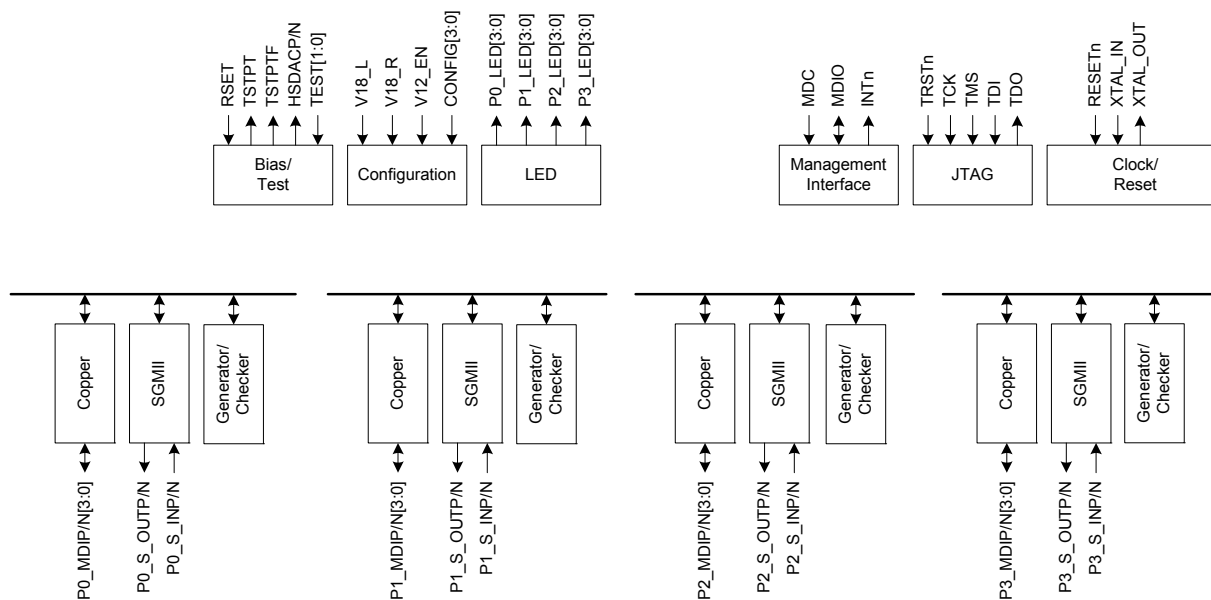 RSET
TSTPT
TSTPTF
HSDACP/N
TEST[1:0]
V18_L
V18_R
V12_EN
CONFIG[3:0]
P0_LED[3:0]
P1_LED[3:0]
P2_LED[3:0]
P3_LED[3:0]
MDC
MDIO
INTn
TRSTn
TCK
TMS
TDI
TDO
RESETn
XTAL_IN
XTAL_OUT
Bias/
Test
Configuration
LED
Management
Interface
JTAG
Clock/
Reset
Copper
SGMII
Generator/
Checker
Copper
SGMII
Generator/
Checker
Copper
SGMII
Generator/
Checker
Copper
SGMII
Generator/
Checker
P0_MDIP/N[3:0]
P0_S_OUTP/N
P0_S_INP/N
P1_MDIP/N[3:0]
P1_S_OUTP/N
P1_S_INP/N
P2_MDIP/N[3:0]
P2_S_OUTP/N
P2_S_INP/N
P3_MDIP/N[3:0]
P3_S_OUTP/N
P3_S_INP/N